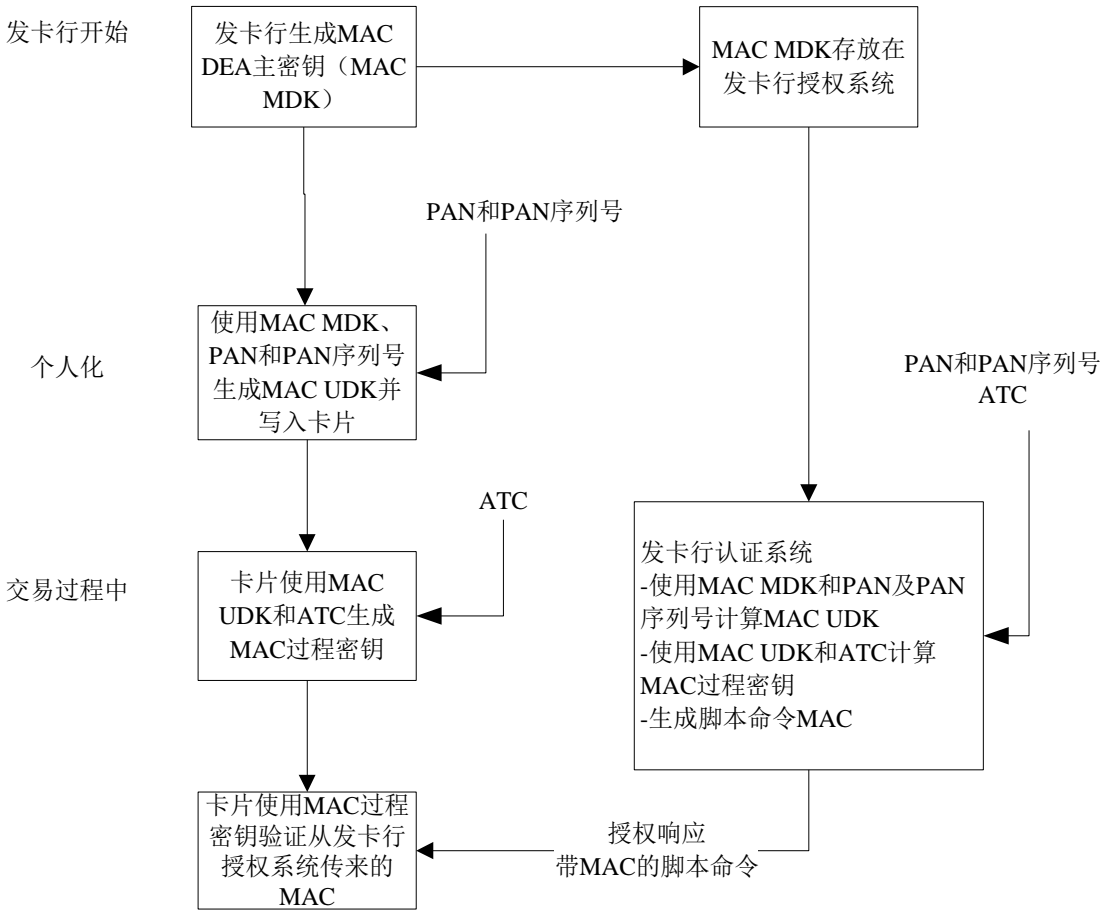 发卡行开始
发卡行生成MAC
DEA主密钥（MAC
MDK）
MAC MDK存放在
发卡行授权系统
PAN和PAN序列号
个人化
使用MAC MDK、
PAN和PAN序列号
生成MAC UDK并
写入卡片
PAN和PAN序列号
ATC
ATC
交易过程中
卡片使用MAC
UDK和ATC生成
MAC过程密钥
发卡行认证系统
-使用MAC MDK和PAN及PAN
序列号计算MAC UDK
-使用MAC UDK和ATC计算
MAC过程密钥
-生成脚本命令MAC
卡片使用MAC过程
密钥验证从发卡行
授权系统传来的
MAC
授权响应
带MAC的脚本命令